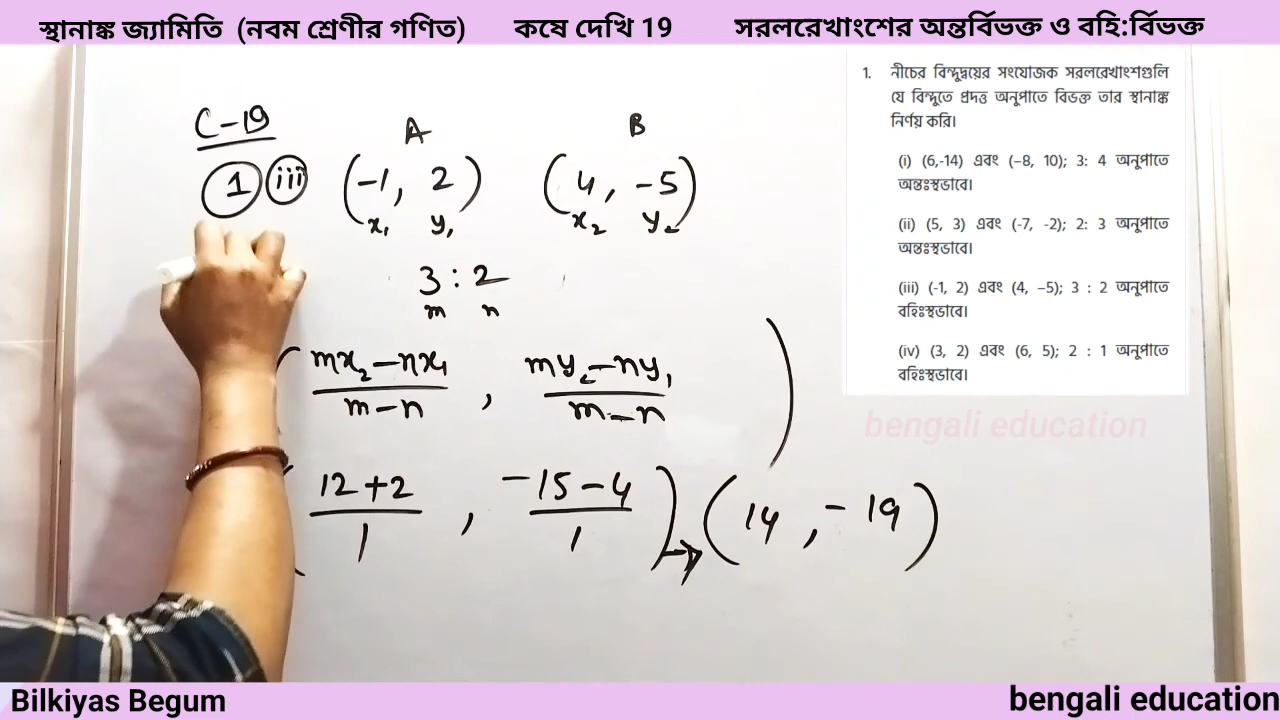 স্থানাঙ্ক জ্যামিতি (নবম শ্রেণীর গণিত) কষে দেখি 19 সরলরেখাংশের অন্তর্বিভক্ত ও বহি:র্বিভক্ত
C-19
A B
1 iii (-1, 2) (4, -5)
x₁ y₁ x₂ y₂
3 : 2
m n
(mx₂-nx₁ / m-n , my₂-ny₁ / m-n)
(12+2 / 1 , -15-4 / 1) → (14, -19)
1. নীচের বিন্দুদ্বয়ের সংযোজক সরলরেখাংশগুলি
যে বিন্দুতে প্রদত্ত অনুপাতে বিভক্ত তার স্থানাঙ্ক
নির্ণয় করি।
(i) (6,-14) এবং (−8, 10); 3: 4 অনুপাতে
অন্তঃস্থভাবে।
(ii) (5, 3) এবং (-7, -2); 2: 3 অনুপাতে
অন্তঃস্থভাবে।
(iii) (-1, 2) এবং (4, −5); 3 : 2 অনুপাতে
বহিঃস্থভাবে।
(iv) (3, 2) এবং (6, 5); 2 : 1 অনুপাতে
বহিঃস্থভাবে।
bengali education
Bilkiyas Begum bengali education